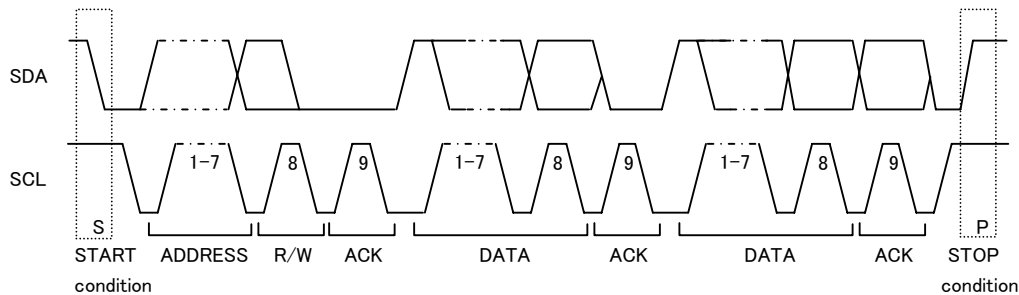 SDA
SCL
1-7 8 9 1-7 8 9 1-7 8 9
S P
START ADDRESS R/W ACK DATA ACK DATA ACK STOP
condition condition